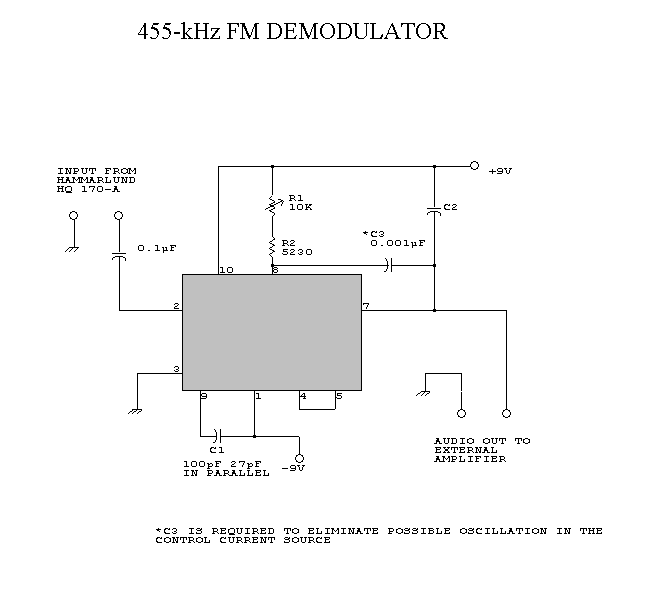 455-kHz FM DEMODULATOR
INPUT FROM
HAMMARLUND
HQ 170-A
+9V
R1
10K
C2
*C3
0.001µF
0.1µF
R2
5230
10
8
2
7
3
9
1
4
5
C1
100pF 27pF
IN PARALLEL
-9V
AUDIO OUT TO
EXTERNAL
AMPLIFIER
*C3 IS REQUIRED TO ELIMINATE POSSIBLE OSCILLATION IN THE
CONTROL CURRENT SOURCE